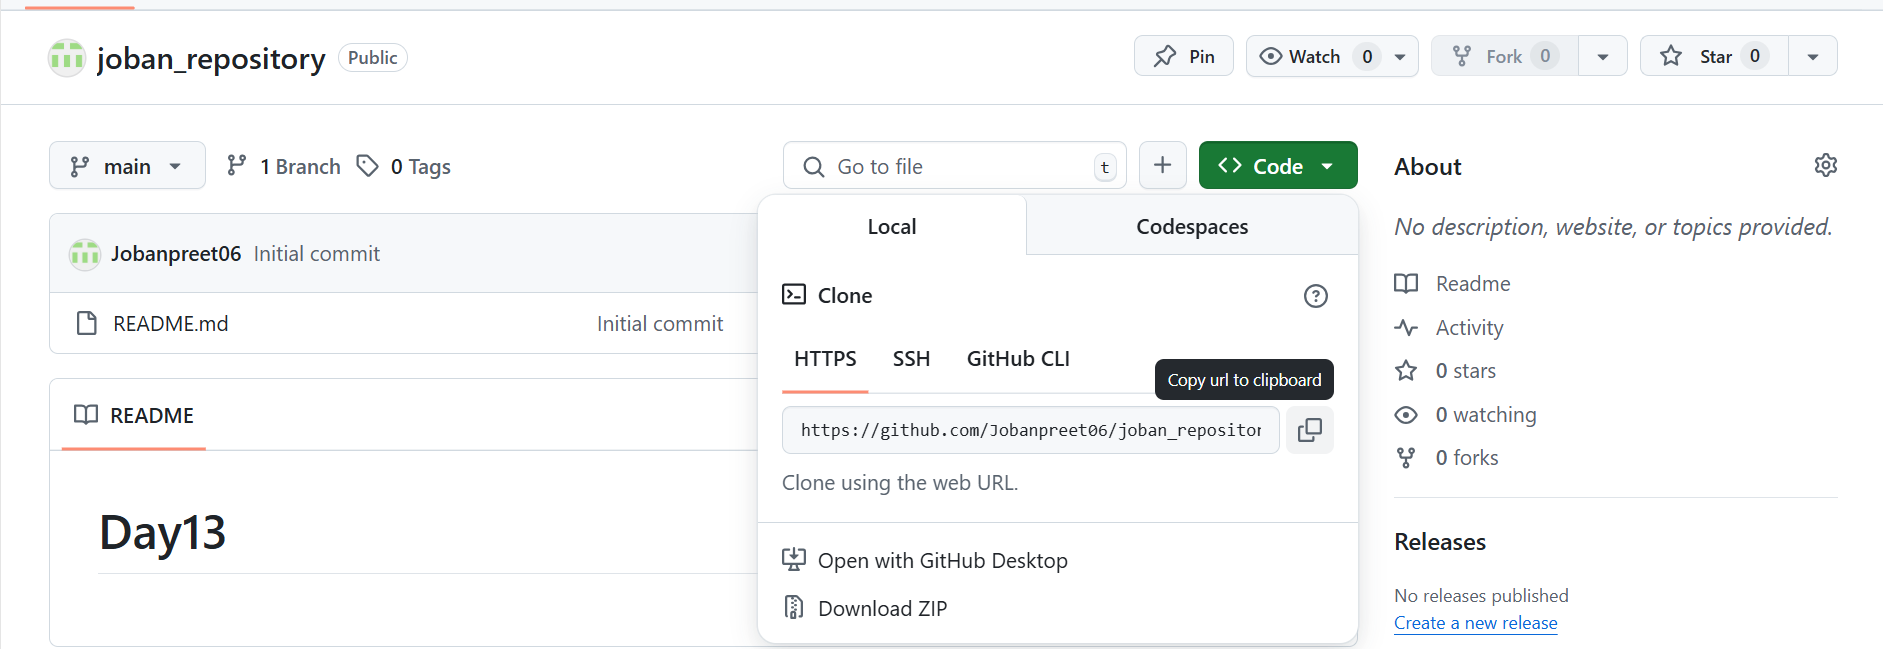 joban_repository Public
Pin Watch 0 Fork 0 Star 0
main 1 Branch 0 Tags
Go to file t Code
Jobanpreet06 Initial commit
README.md Initial commit
README
Day13
Local Codespaces
Clone
HTTPS SSH GitHub CLI
Copy url to clipboard
https://github.com/Jobanpreet06/joban_repositor
Clone using the web URL.
Open with GitHub Desktop
Download ZIP
About
No description, website, or topics provided.
Readme
Activity
0 stars
0 watching
0 forks
Releases
No releases published
Create a new release